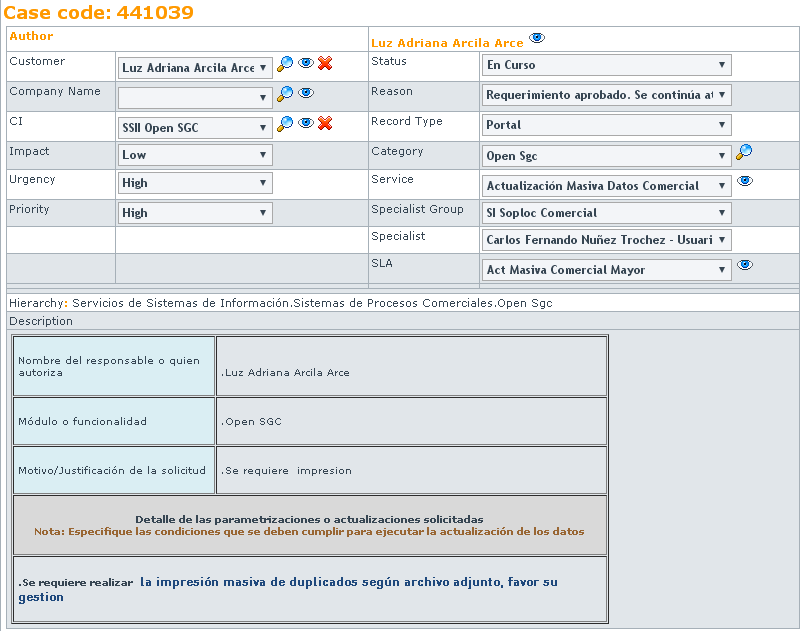 Case code: 441039
Author
Luz Adriana Arcila Arce
Customer
Luz Adriana Arcila Arce
Status
En Curso
Company Name
Reason
Requerimiento aprobado. Se continúa at
CI
SSII Open SGC
Record Type
Portal
Impact
Low
Category
Open Sgc
Urgency
High
Service
Actualización Masiva Datos Comercial
Priority
High
Specialist Group
SI Soploc Comercial
Specialist
Carlos Fernando Nuñez Trochez - Usuari
SLA
Act Masiva Comercial Mayor
Hierarchy: Servicios de Sistemas de Información.Sistemas de Procesos Comerciales.Open Sgc
Description
Nombre del responsable o quien
autoriza
.Luz Adriana Arcila Arce
Módulo o funcionalidad
.Open SGC
Motivo/Justificación de la solicitud
.Se requiere impresion
Detalle de las parametrizaciones o actualizaciones solicitadas
Nota: Especifique las condiciones que se deben cumplir para ejecutar la actualización de los datos
.Se requiere realizar la impresión masiva de duplicados según archivo adjunto, favor su
gestion